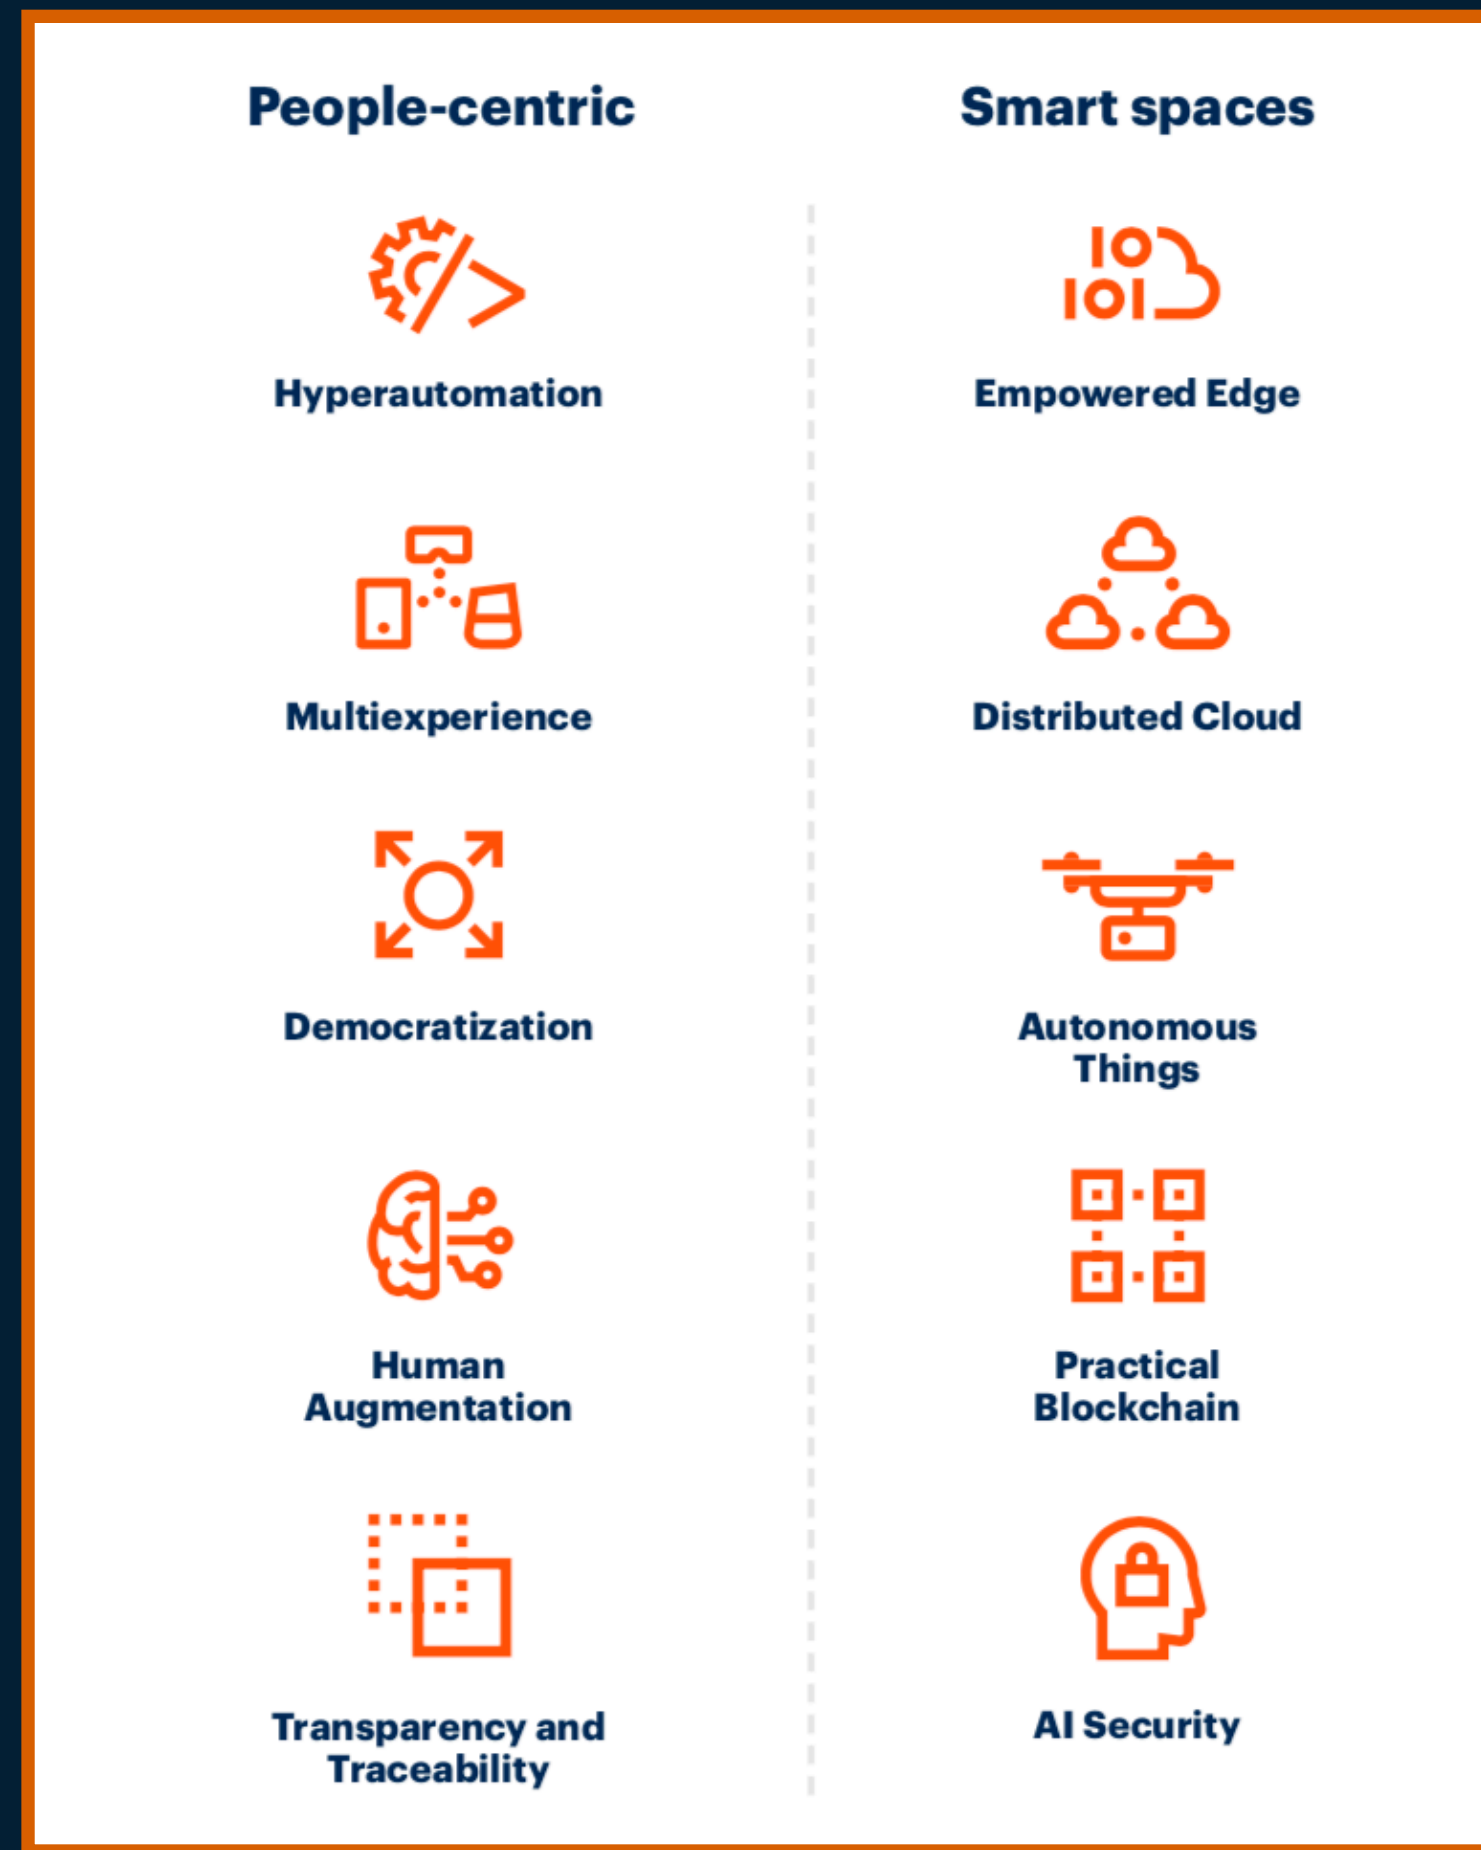 People-centric
Smart spaces
Hyperautomation
Empowered Edge
Multiexperience
Distributed Cloud
Democratization
Autonomous
Things
Human
Augmentation
Practical
Blockchain
Transparency and
Traceability
AI Security